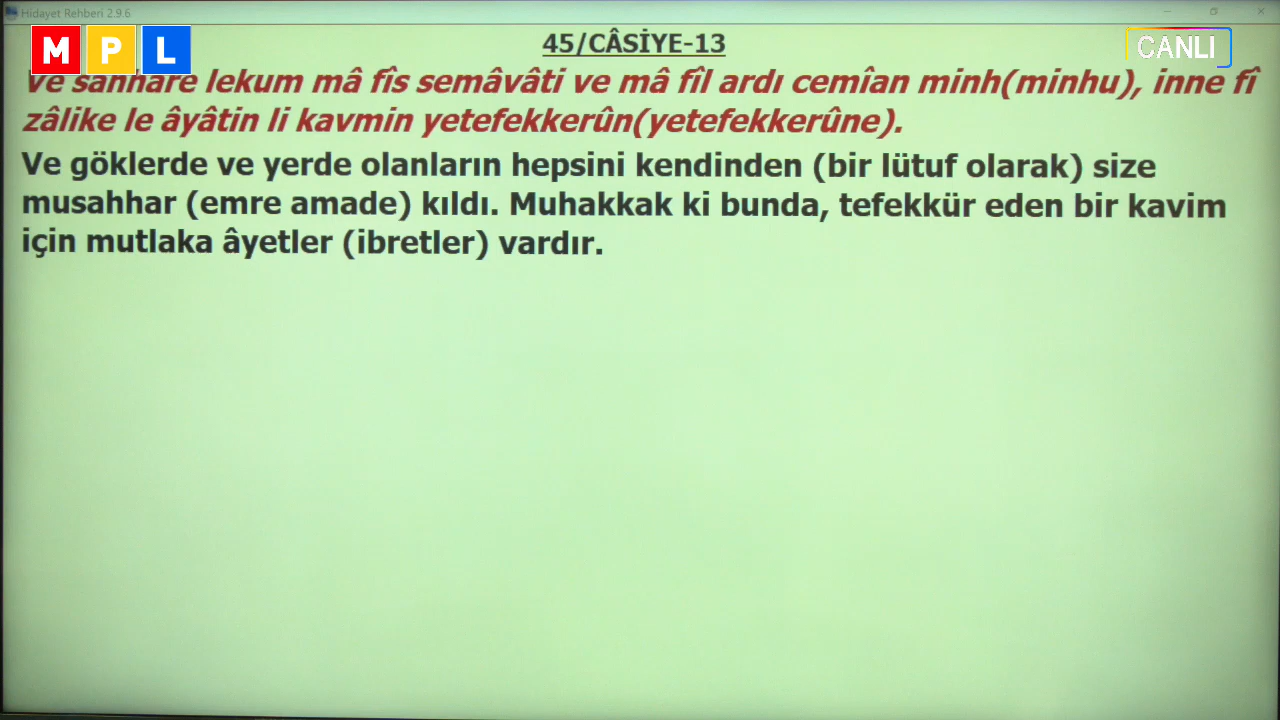 Hidayet Rehberi 2.9.6
M P L
CANLI
45/CÂSİYE-13
Ve sahhare lekum mâ fîs semâvâti ve mâ fîl ardı cemîan minh(minhu), inne fî
zâlike le âyâtin li kavmin yetefekkerûn(yetefekkerûne).
Ve göklerde ve yerde olanların hepsini kendinden (bir lütuf olarak) size
musahhar (emre amade) kıldı. Muhakkak ki bunda, tefekkür eden bir kavim
için mutlaka âyetler (ibretler) vardır.